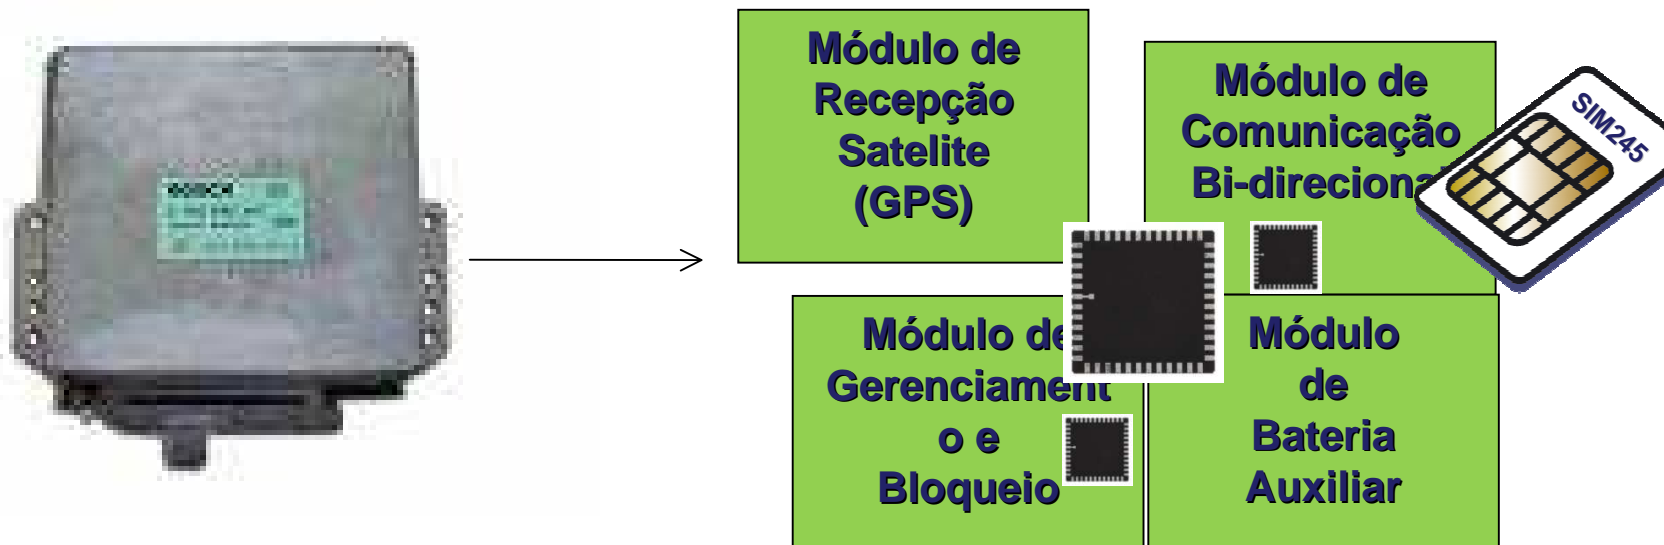 Módulo de
Recepção
Satelite
(GPS)
Módulo de
Comunicação
Bi-direciona
SIM245
Módulo de
Gerenciament
o e
Bloqueio
Módulo
de
Bateria
Auxiliar
BOSCH